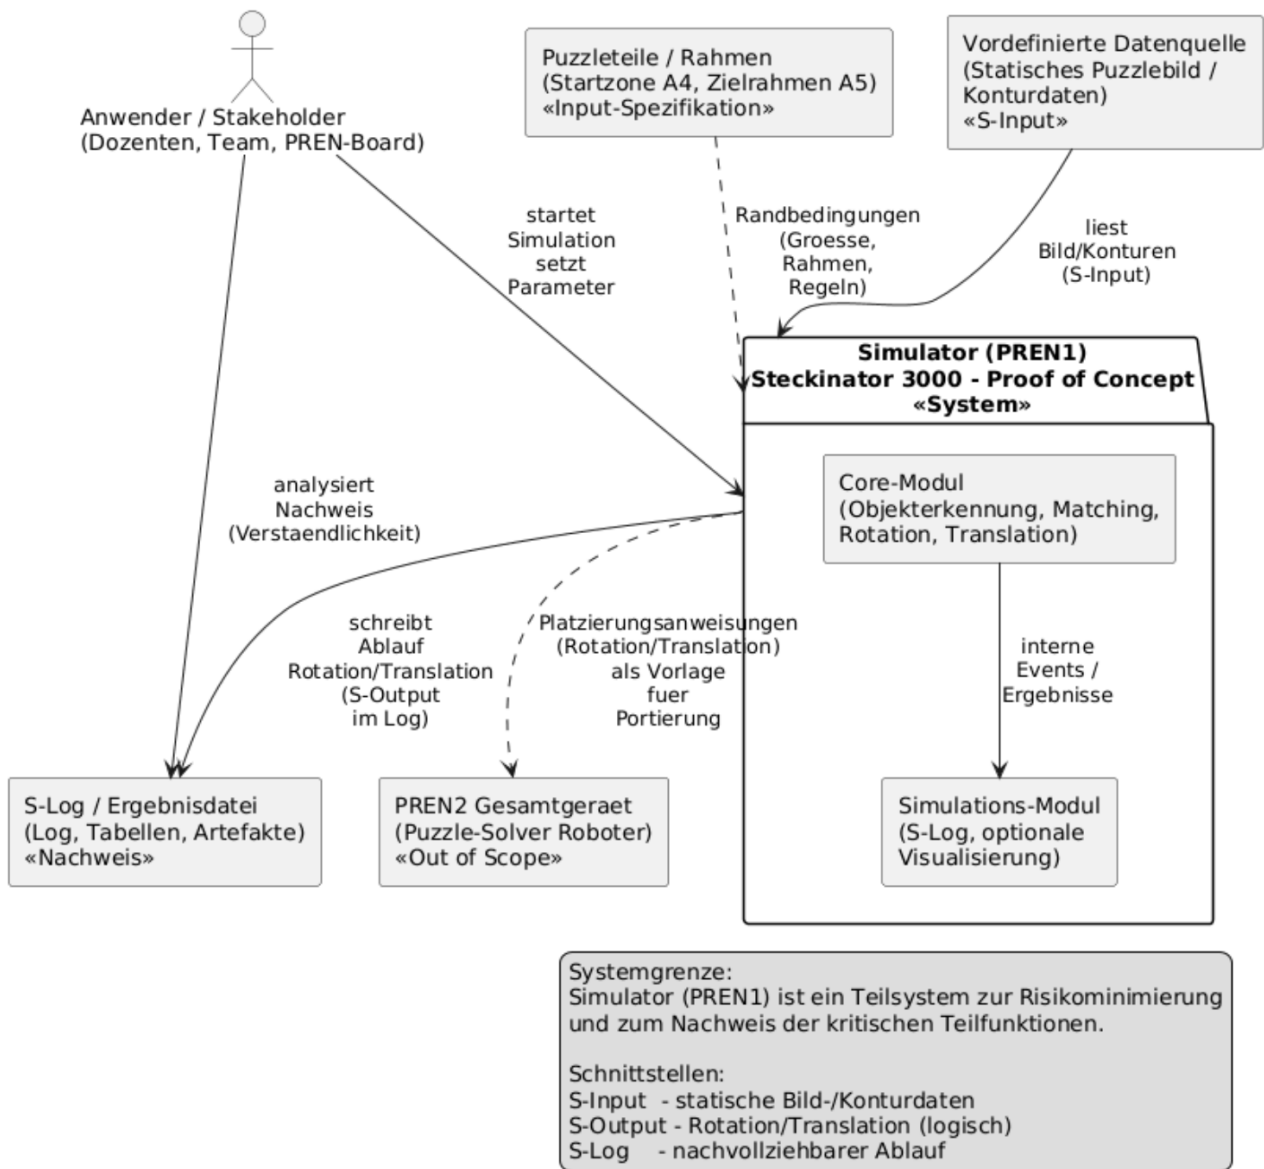 Anwender / Stakeholder
(Dozenten, Team, PREN-Board)
Puzzleteile / Rahmen
(Startzone A4, Zielrahmen A5)
«Input-Spezifikation»
Vordefinierte Datenquelle
(Statisches Puzzlebild /
Konturdaten)
«S-Input»
startet
Simulation
setzt
Parameter
Randbedingungen
(Groesse,
Rahmen,
Regeln)
liest
Bild/Konturen
(S-Input)
Simulator (PREN1)
Steckinator 3000 - Proof of Concept
«System»
Core-Modul
(Objekterkennung, Matching,
Rotation, Translation)
analysiert
Nachweis
(Verstaendlichkeit)
schreibt
Ablauf
Rotation/Translation
(S-Output
im Log)
Platzierungsanweisungen
(Rotation/Translation)
als Vorlage
fuer
Portierung
interne
Events /
Ergebnisse
S-Log / Ergebnisdatei
(Log, Tabellen, Artefakte)
«Nachweis»
PREN2 Gesamtgeraet
(Puzzle-Solver Roboter)
«Out of Scope»
Simulations-Modul
(S-Log, optionale
Visualisierung)
Systemgrenze:
Simulator (PREN1) ist ein Teilsystem zur Risikominimierung
und zum Nachweis der kritischen Teilfunktionen.
Schnittstellen:
S-Input - statische Bild-/Konturdaten
S-Output - Rotation/Translation (logisch)
S-Log - nachvollziehbarer Ablauf